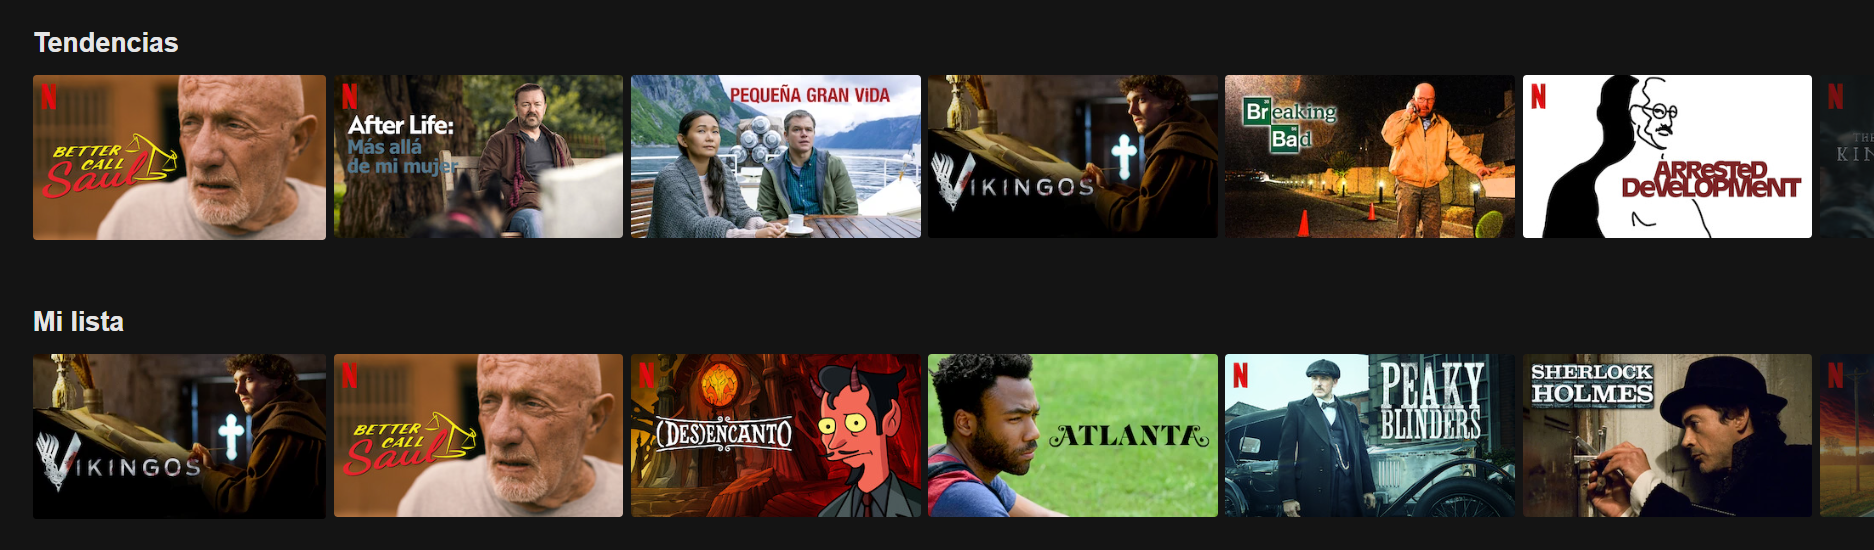 Tendencias
N
BETTER
CALL
Saul
N
After Life:
Más allá
de mi mujer
PEQUEÑA GRAN ViDA
VIKINGOS
Breaking
Bad
N
ARReSTeD
DeVeLOPMeNT
N
THE
KIN
Mi lista
VIKINGOS
N
BETTER
CALL
Saul
N
(DES)ENCANTO
ATLANTA
N
PEAKY
BLINDERS
SHERLOCK
HOLMES
N